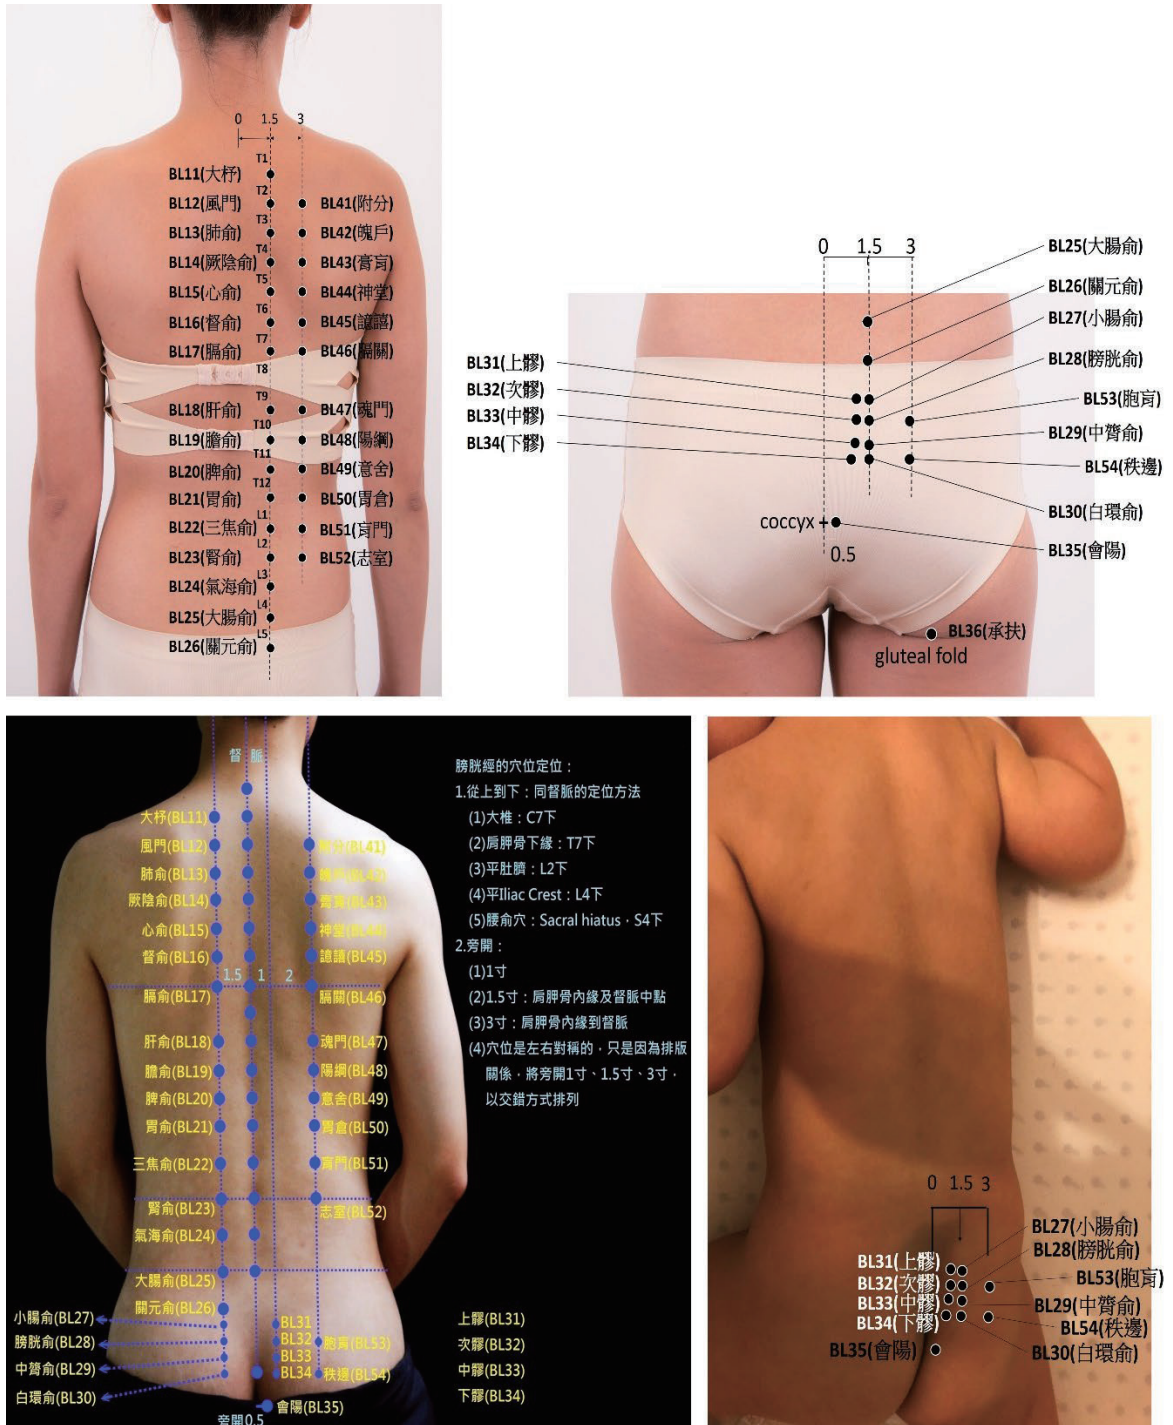 0 1.5 3
T1
BL11(大杼)
T2
BL12(風門) BL41(附分)
T3
BL13(肺俞) BL42(魄戶)
T4
BL14(厥陰俞) BL43(膏肓)
T5
BL15(心俞) BL44(神堂)
T6
BL16(督俞) BL45(譩譆)
T7
BL17(膈俞) BL46(膈關)
T8
T9
BL18(肝俞) BL47(魂門)
T10
BL19(膽俞) BL48(陽綱)
T11
BL20(脾俞) BL49(意舍)
T12
BL21(胃俞) BL50(胃倉)
L1
BL22(三焦俞) BL51(肓門)
L2
BL23(腎俞) BL52(志室)
L3
BL24(氣海俞)
L4
BL25(大腸俞)
L5
BL26(關元俞)
0 1.5 3
BL25(大腸俞)
BL26(關元俞)
BL27(小腸俞)
BL28(膀胱俞)
BL31(上髎)
BL32(次髎)
BL33(中髎)
BL34(下髎)
BL53(胞肓)
BL29(中膂俞)
BL54(秩邊)
BL30(白環俞)
coccyx
BL35(會陽)
0.5
BL36(承扶)
gluteal fold
督 脈
大杼(BL11)
風門(BL12)
(BL41)
肺俞(BL13)
(BL42)
厥陰俞(BL14)
膏肓(BL43)
心俞(BL15)
神堂(BL44)
督俞(BL16)
譩譆(BL45)
1.5 1 2
膈俞(BL17)
膈關(BL46)
肝俞(BL18)
魂門(BL47)
膽俞(BL19)
陽綱(BL48)
脾俞(BL20)
意舍(BL49)
胃俞(BL21)
胃倉(BL50)
三焦俞(BL22)
肓門(BL51)
腎俞(BL23)
志室(BL52)
氣海俞(BL24)
大腸俞(BL25)
關元俞(BL26)
小腸俞(BL27)
膀胱俞(BL28)
中膂俞(BL29)
白環俞(BL30)
BL31
BL32
BL33
BL34
胞肓(BL53)
秩邊(BL54)
會陽(BL35)
旁開0.5
上髎(BL31)
次髎(BL32)
中髎(BL33)
下髎(BL34)
膀胱經的穴位定位：
1.從上到下：同督脈的定位方法
(1)大椎：C7下
(2)肩胛骨下緣：T7下
(3)平肚臍：L2下
(4)平Iliac Crest：L4下
(5)腰俞穴：Sacral hiatus，S4下
2.旁開：
(1)1寸
(2)1.5寸：肩胛骨內緣及督脈中點
(3)3寸：肩胛骨內緣到督脈
(4)穴位是左右對稱的，只是因為排版
關係，將旁開1寸、1.5寸、3寸，
以交錯方式排列
0 1.5 3
BL27(小腸俞)
BL28(膀胱俞)
BL31(上髎)
BL32(次髎)
BL33(中髎)
BL34(下髎)
BL53(胞肓)
BL29(中膂俞)
BL54(秩邊)
BL30(白環俞)
BL35(會陽)